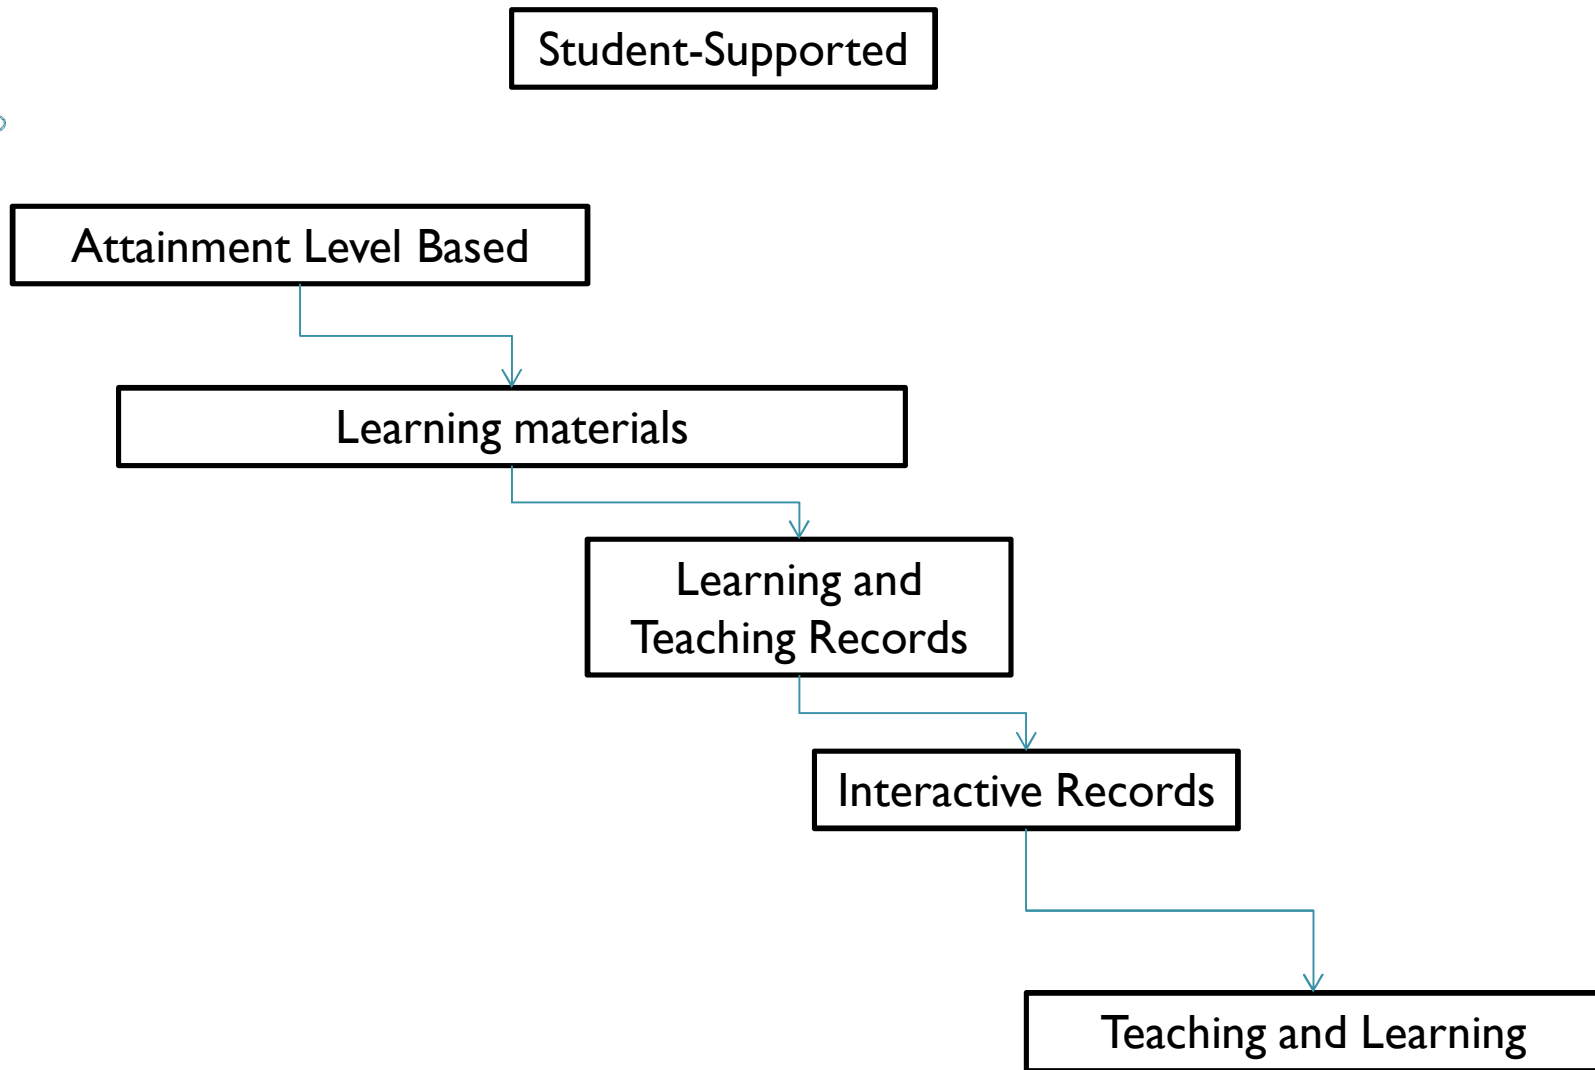 Student-Supported
Attainment Level Based
Learning materials
Learning and
Teaching Records
Interactive Records
Teaching and Learning